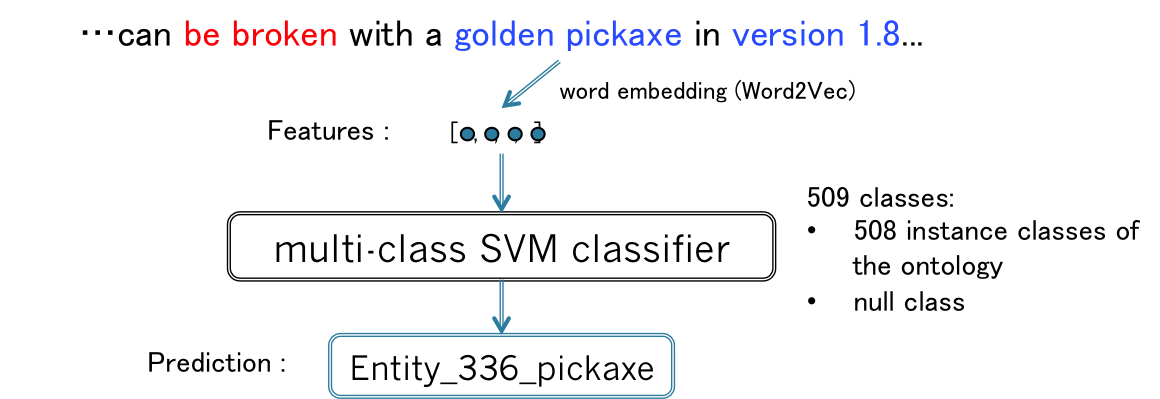 …can be broken with a golden pickaxe in version 1.8...
word embedding (Word2Vec)
Features :
[ , , , ]
multi-class SVM classifier
509 classes:
• 508 instance classes of
the ontology
• null class
Prediction :
Entity_336_pickaxe